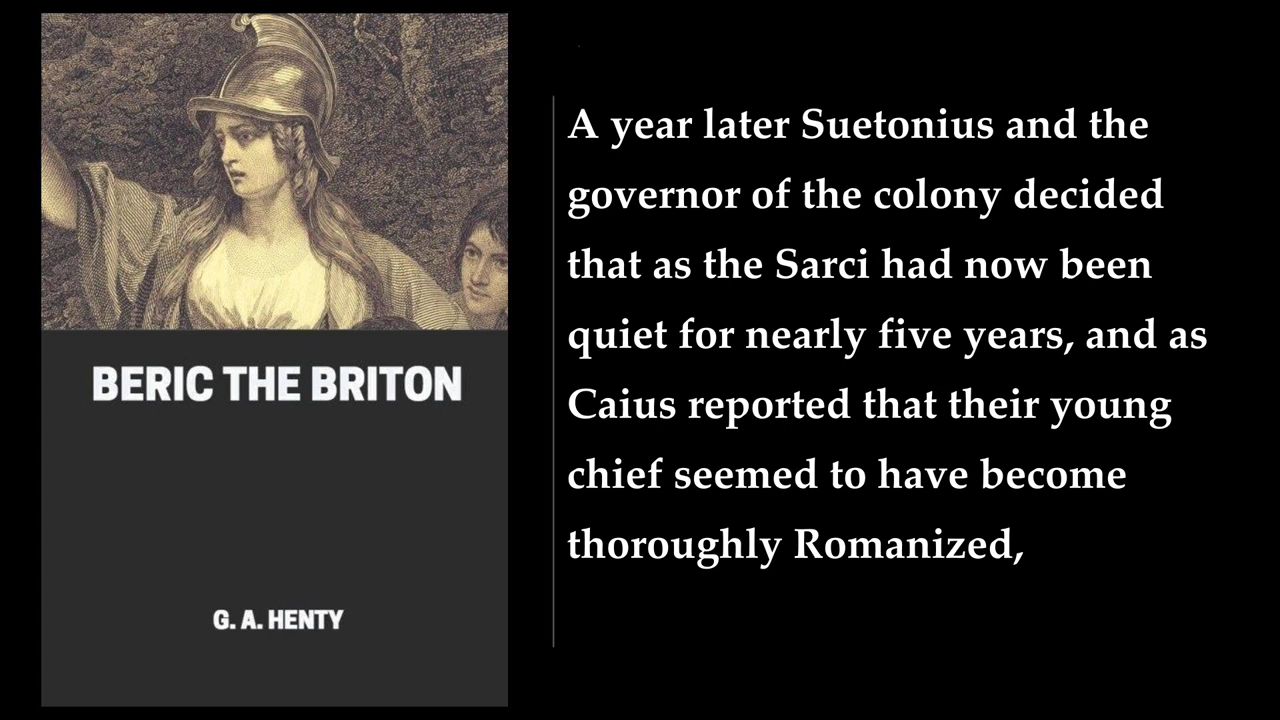 BERIC THE BRITON
G. A. HENTY
A year later Suetonius and the
governor of the colony decided
that as the Sarci had now been
quiet for nearly five years, and as
Caius reported that their young
chief seemed to have become
thoroughly Romanized,